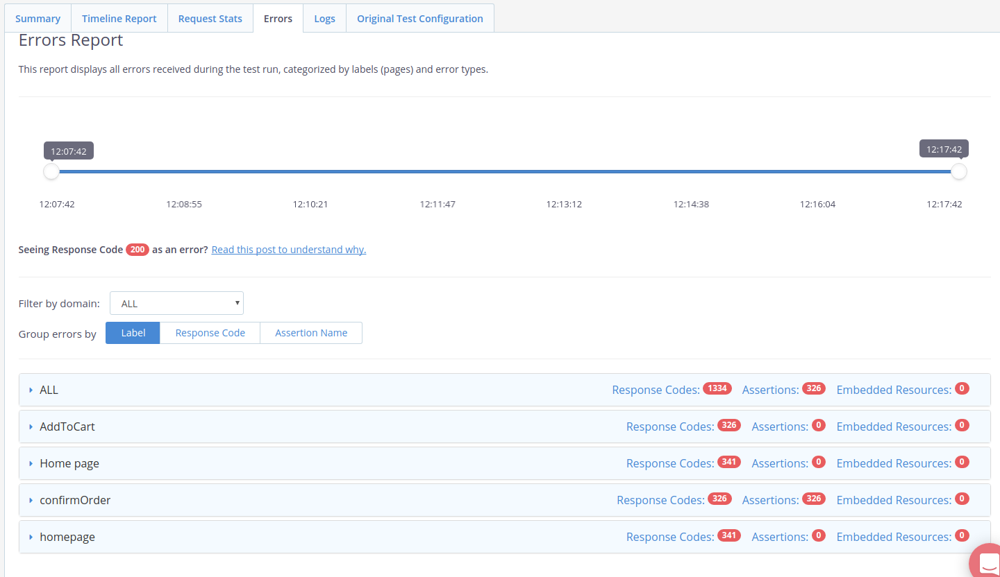 Summary Timeline Report Request Stats Errors Logs Original Test Configuration
Errors Report
This report displays all errors received during the test run, categorized by labels (pages) and error types.
12:07:42 12:17:42
12:07:42 12:08:55 12:10:21 12:11:47 12:13:12 12:14:38 12:16:04 12:17:42
Seeing Response Code 200 as an error? Read this post to understand why.
Filter by domain: ALL
Group errors by Label Response Code Assertion Name
ALL Response Codes: 1334 Assertions: 326 Embedded Resources: 0
AddToCart Response Codes: 326 Assertions: 0 Embedded Resources: 0
Home page Response Codes: 341 Assertions: 0 Embedded Resources: 0
confirmOrder Response Codes: 326 Assertions: 326 Embedded Resources: 0
homepage Response Codes: 341 Assertions: 0 Embedded Resources: 0